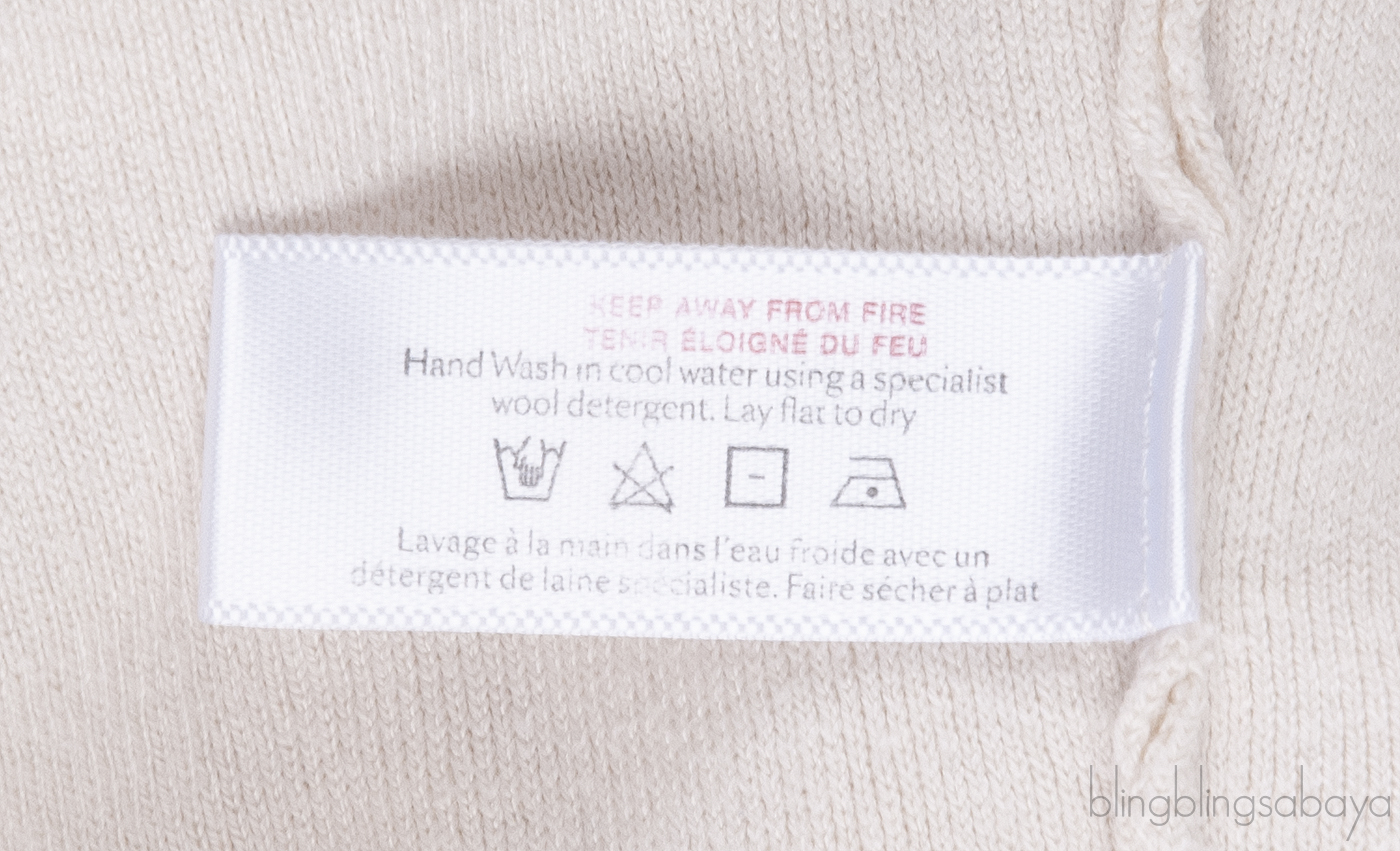 KEEP AWAY FROM FIRE
TENIR ÉLOIGNÉ DU FEU
Hand Wash in cool water using a specialist
wool detergent. Lay flat to dry
Lavage à la main dans l'eau froide avec un
détergent de laine spécialiste. Faire sécher à plat
blingblingsabaya